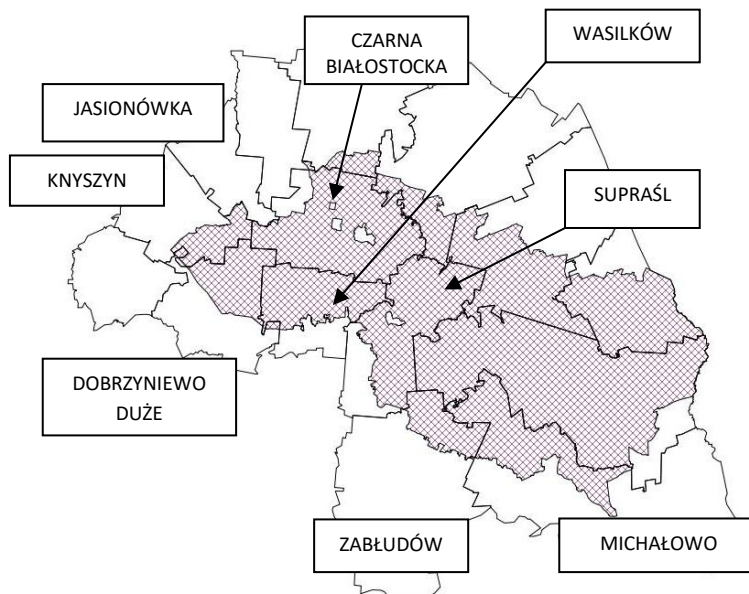 CZARNA
BIAŁOSTOCKA
WASILKÓW
JASIONÓWKA
KNYSZYN
SUPRAŚL
DOBRZYNIEWO
DUŻE
ZABŁUDÓW
MICHAŁOWO